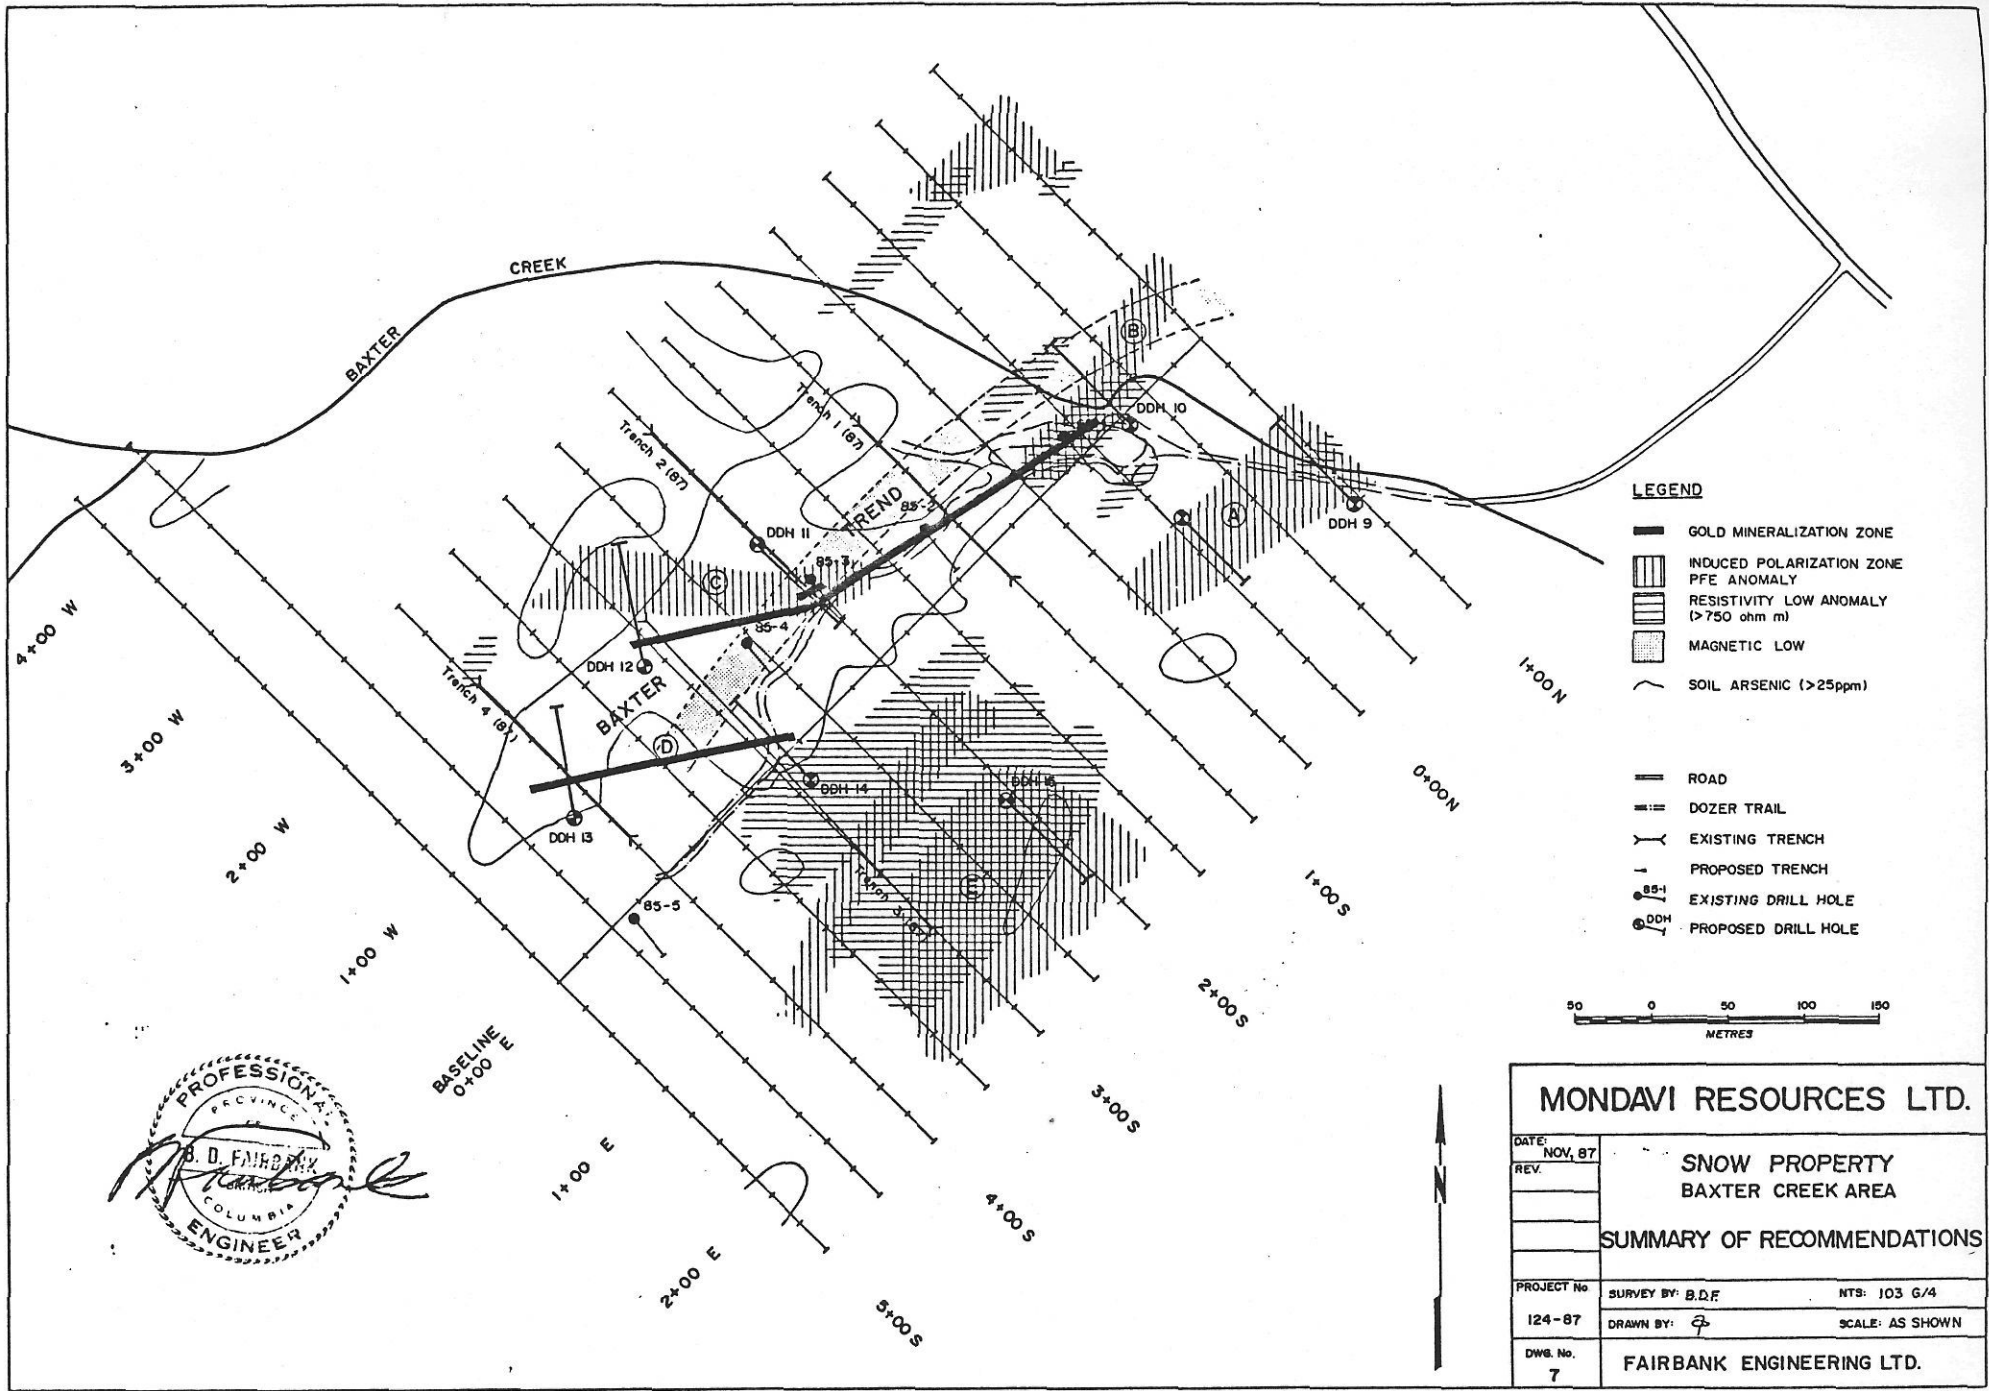 CREEK
BAXTER
B
Trench 1 (87)
DDH 10
Trench 2 (87)
TREND
85-2
A
DDH 9
DDH 11
85-3
C
85-4
DDH 12
BAXTER
Trench 4 (87)
D
DDH 14
DDH 15
DDH 13
E
85-5
4+00 W
3+00 W
2+00 W
1+00 W
BASELINE
0+00 E
1+00 E
2+00 E
1+00 N
0+00 N
1+00 S
2+00 S
3+00 S
4+00 S
5+00 S
LEGEND
GOLD MINERALIZATION ZONE
INDUCED POLARIZATION ZONE
PFE ANOMALY
RESISTIVITY LOW ANOMALY
(>750 ohm m)
MAGNETIC LOW
SOIL ARSENIC (>25ppm)
ROAD
DOZER TRAIL
EXISTING TRENCH
PROPOSED TRENCH
85-1
EXISTING DRILL HOLE
DDH
PROPOSED DRILL HOLE
50 0 50 100 150
METRES
N
PROFESSIONAL
PROVINCE
OF
B. D. FAIRBANK
COLUMBIA
ENGINEER
MONDAVI RESOURCES LTD.
DATE:
NOV, 87
REV.
SNOW PROPERTY
BAXTER CREEK AREA
SUMMARY OF RECOMMENDATIONS
PROJECT No
124-87
SURVEY BY: B.D.F. NTS: 103 G/4
DRAWN BY: SCALE: AS SHOWN
DWG. No.
7
FAIRBANK ENGINEERING LTD.